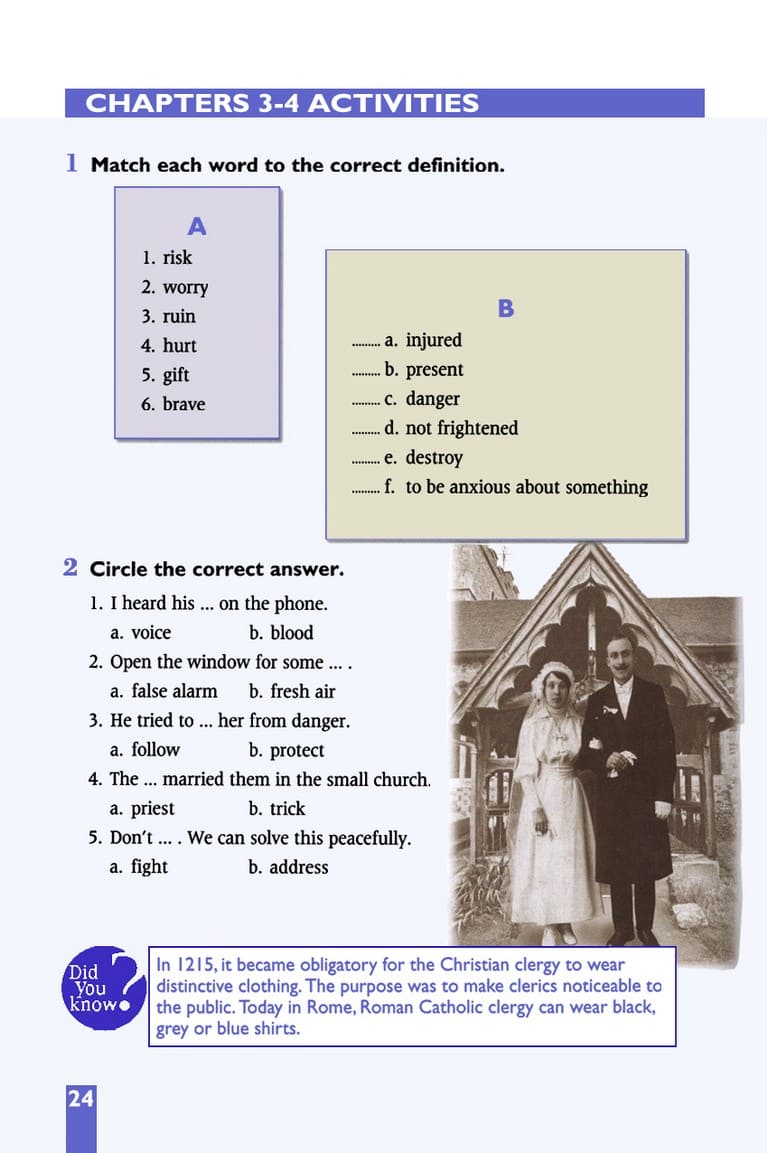 CHAPTERS 3-4 ACTIVITIES
1 Match each word to the correct definition.
A
1. risk
2. worry
3. ruin
4. hurt
5. gift
6. brave
B
......... a. injured
......... b. present
......... c. danger
......... d. not frightened
......... e. destroy
......... f. to be anxious about something
2 Circle the correct answer.
1. I heard his ... on the phone.
a. voice b. blood
2. Open the window for some ... .
a. false alarm b. fresh air
3. He tried to ... her from danger.
a. follow b. protect
4. The ... married them in the small church.
a. priest b. trick
5. Don't ... . We can solve this peacefully.
a. fight b. address
Did
You
know
?
In 1215, it became obligatory for the Christian clergy to wear
distinctive clothing. The purpose was to make clerics noticeable to
the public. Today in Rome, Roman Catholic clergy can wear black,
grey or blue shirts.
24